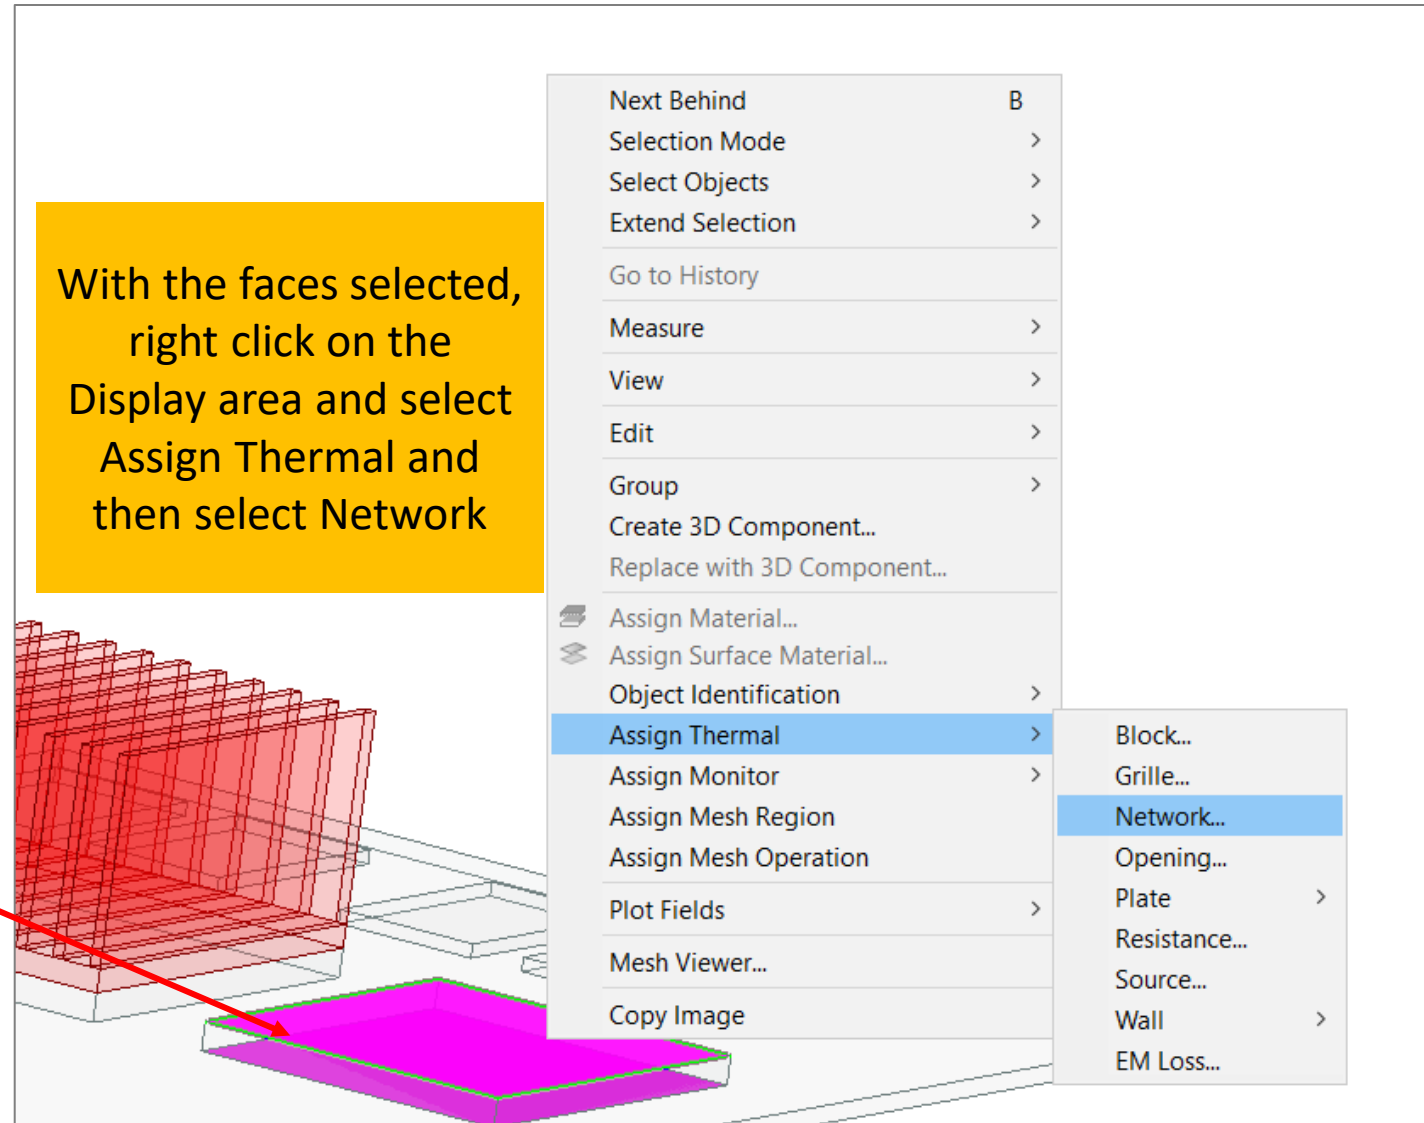 With the faces selected,
right click on the
Display area and select
Assign Thermal and
then select Network
Next Behind B
Selection Mode
Select Objects
Extend Selection
Go to History
Measure
View
Edit
Group
Create 3D Component...
Replace with 3D Component...
Assign Material...
Assign Surface Material...
Object Identification
Assign Thermal
Assign Monitor
Assign Mesh Region
Assign Mesh Operation
Plot Fields
Mesh Viewer...
Copy Image
Block...
Grille...
Network...
Opening...
Plate
Resistance...
Source...
Wall
EM Loss...